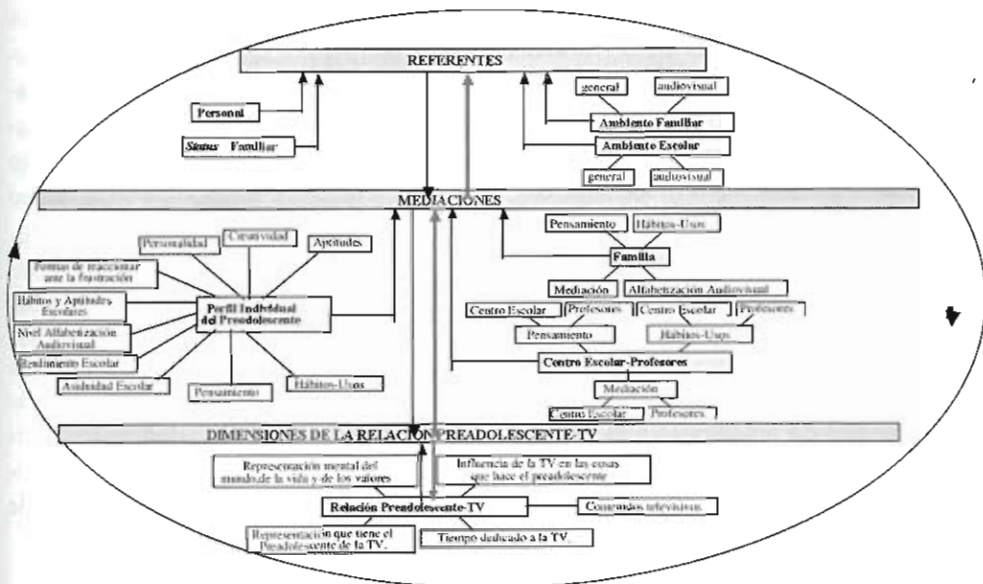 REFERENTES
general
audiovisual
Personal
Ambiente Familiar
Status Familiar
Ambiente Escolar
general
audiovisual
MEDIACIONES
Personalidad
Creatividad
Aptitudes
Formas de reaccionar
ante la frustración
Hábitos y Aptitudes
Escolares
Perfil Individual
del Preadolescente
Nivel Alfabetización
Audiovisual
Rendimiento Escolar
Asiduidad Escolar
Pensamiento
Hábitos-Usos
Pensamiento
Hábitos-Usos
Familia
Mediación
Alfabetización Audiovisual
Centro Escolar
Profesores
Centro Escolar
Profesores
Pensamiento
Hábitos-Usos
Centro Escolar-Profesores
Mediación
Centro Escolar
Profesores
DIMENSIONES DE LA RELACIÓN PREADOLESCENTE-TV
Representación mental del
mundo,de la vida y de los valores
Influencia de la TV en las cosas
que hace el preadolescente
Relación Preadolescente-TV
Contenidos televisivos
Representación que tiene el
Preadolescente de la TV.
Tiempo dedicado a la TV.